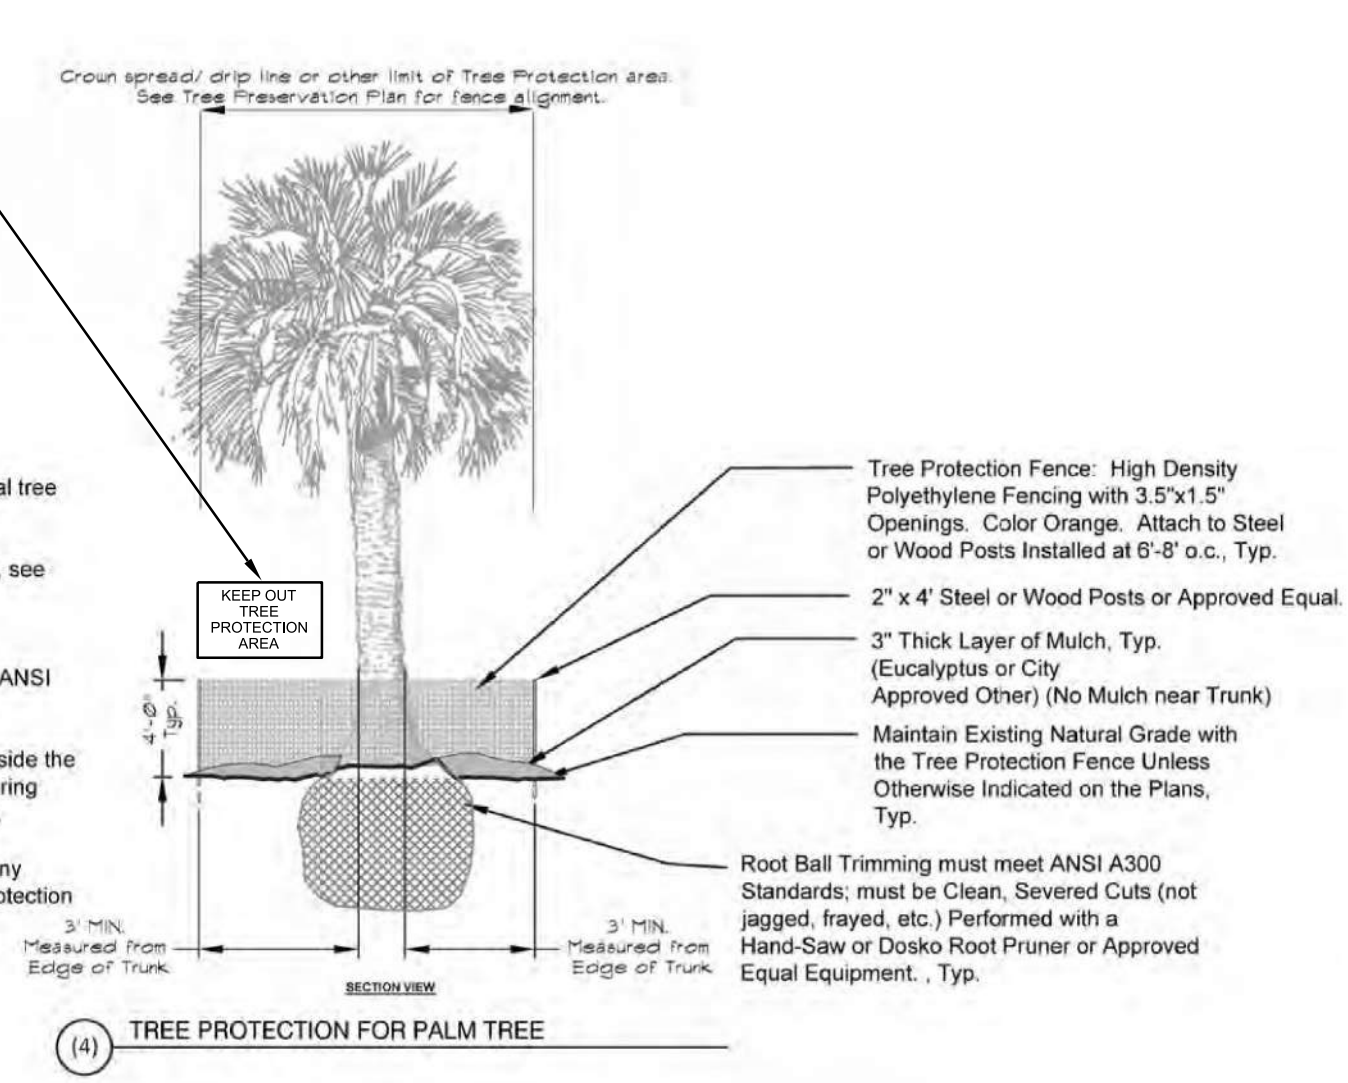 Crown spread/ drip line or other limit of Tree Protection area.
See Tree Preservation Plan for fence alignment.
al tree
, see
ANSI
side the
ring
ny
otection
KEEP OUT
TREE
PROTECTION
AREA
4'-0"
Typ.
Tree Protection Fence: High Density
Polyethylene Fencing with 3.5"x1.5"
Openings. Color Orange. Attach to Steel
or Wood Posts Installed at 6'-8' o.c., Typ.
2" x 4' Steel or Wood Posts or Approved Equal.
3" Thick Layer of Mulch, Typ.
(Eucalyptus or City
Approved Other) (No Mulch near Trunk)
Maintain Existing Natural Grade with
the Tree Protection Fence Unless
Otherwise Indicated on the Plans,
Typ.
Root Ball Trimming must meet ANSI A300
Standards; must be Clean, Severed Cuts (not
jagged, frayed, etc.) Performed with a
Hand-Saw or Dosko Root Pruner or Approved
Equal Equipment. , Typ.
3' MIN.
Measured from
Edge of Trunk
3' MIN.
Measured from
Edge of Trunk
SECTION VIEW
(4) TREE PROTECTION FOR PALM TREE